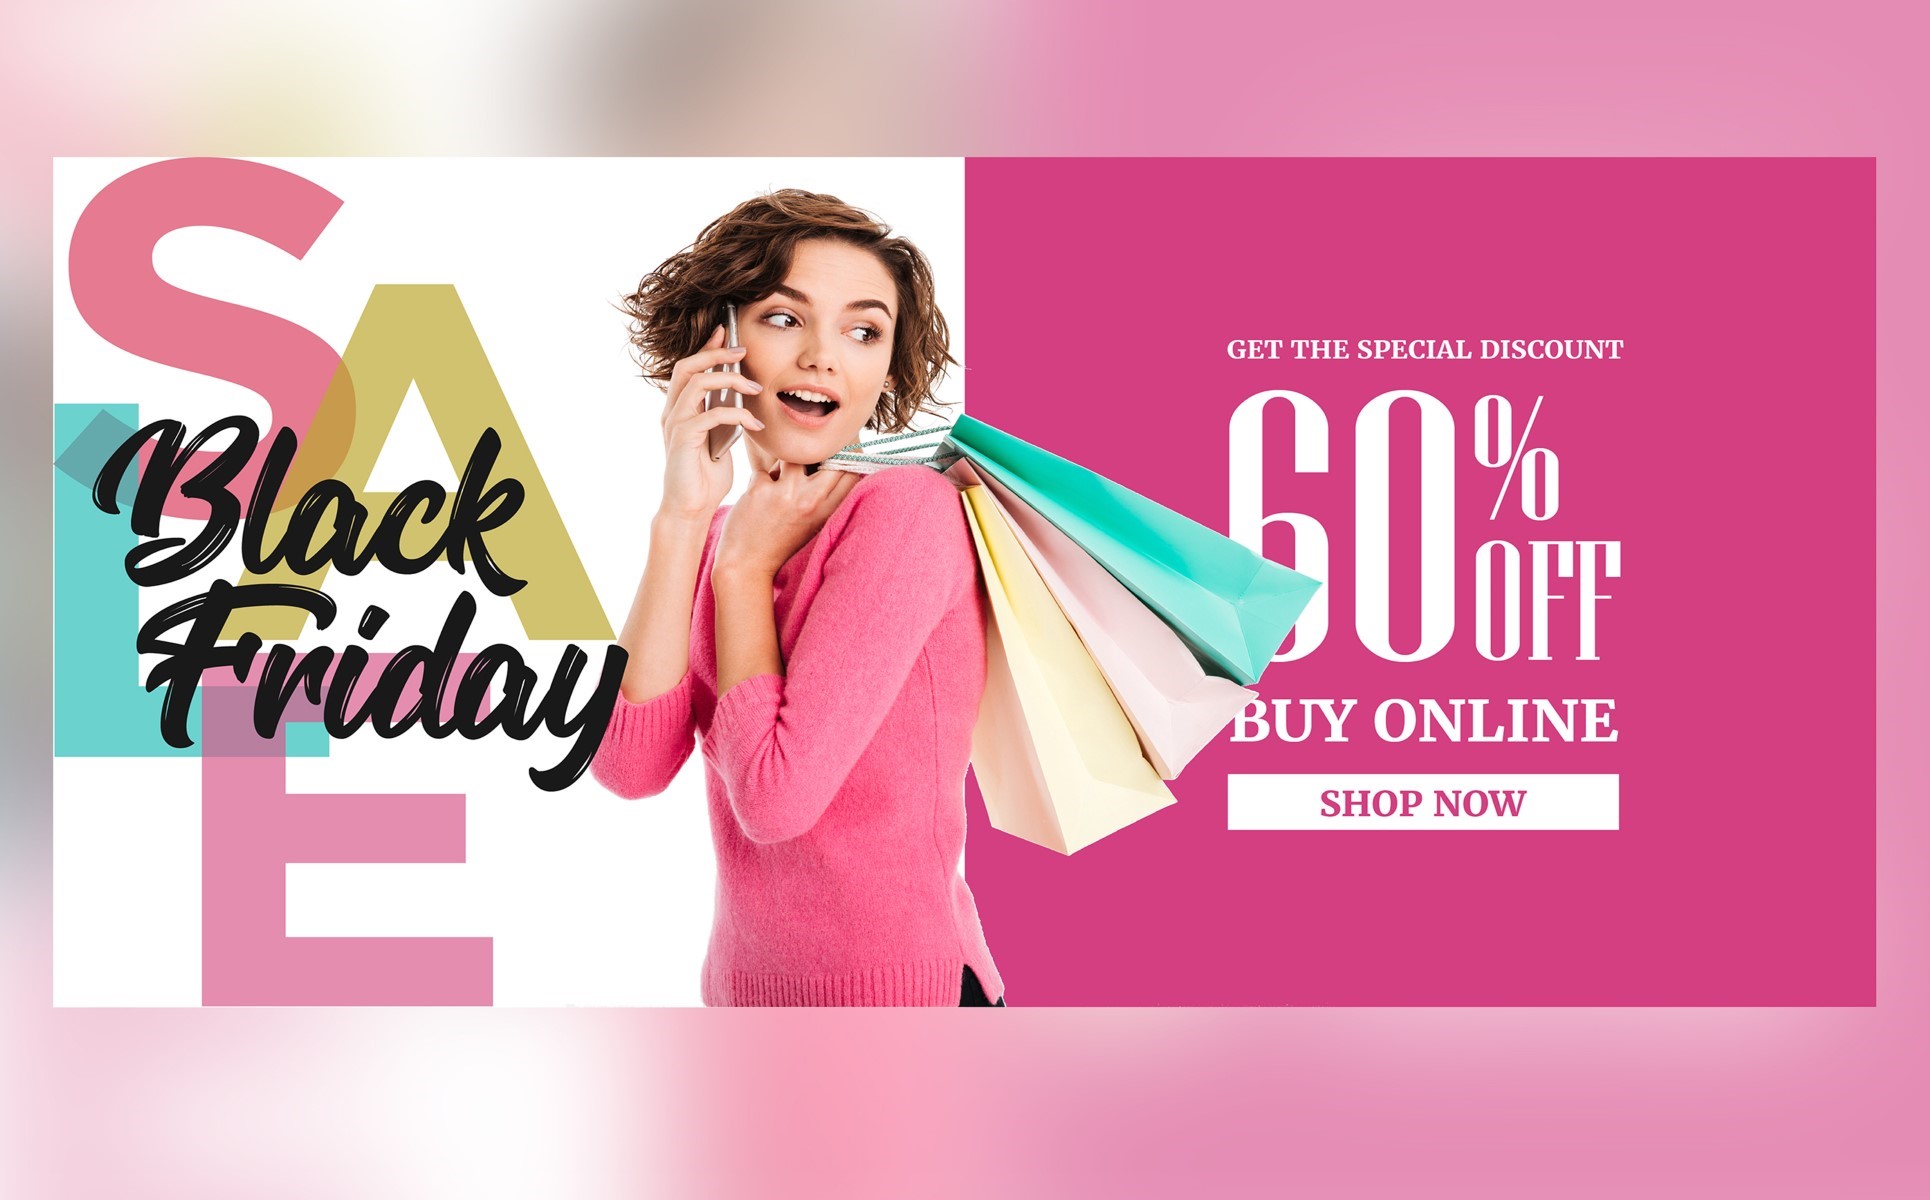 SALE
Black
Friday
GET THE SPECIAL DISCOUNT
60% OFF
BUY ONLINE
SHOP NOW